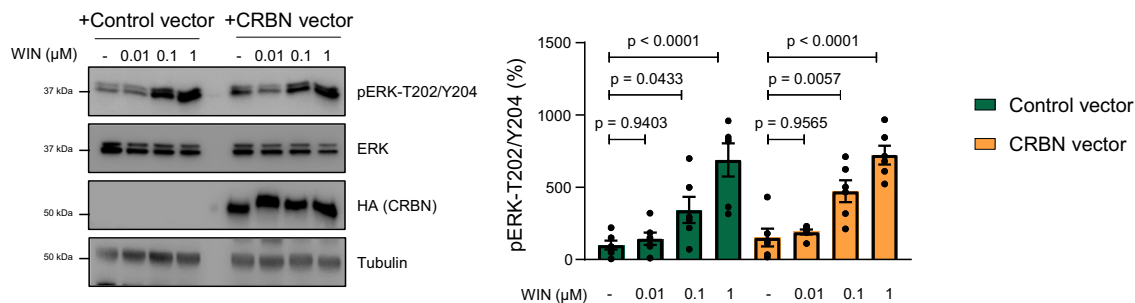 +Control vector +CRBN vector
WIN (µM) - 0.01 0.1 1 - 0.01 0.1 1
37 kDa pERK-T202/Y204
37 kDa ERK
50 kDa HA (CRBN)
50 kDa Tubulin
pERK-T202/Y204 (%)
1500
1000
500
0
p < 0.0001 p < 0.0001
p = 0.0433 p = 0.0057
p = 0.9403 p = 0.9565
WIN (µM) - 0.01 0.1 1 - 0.01 0.1 1
Control vector
CRBN vector